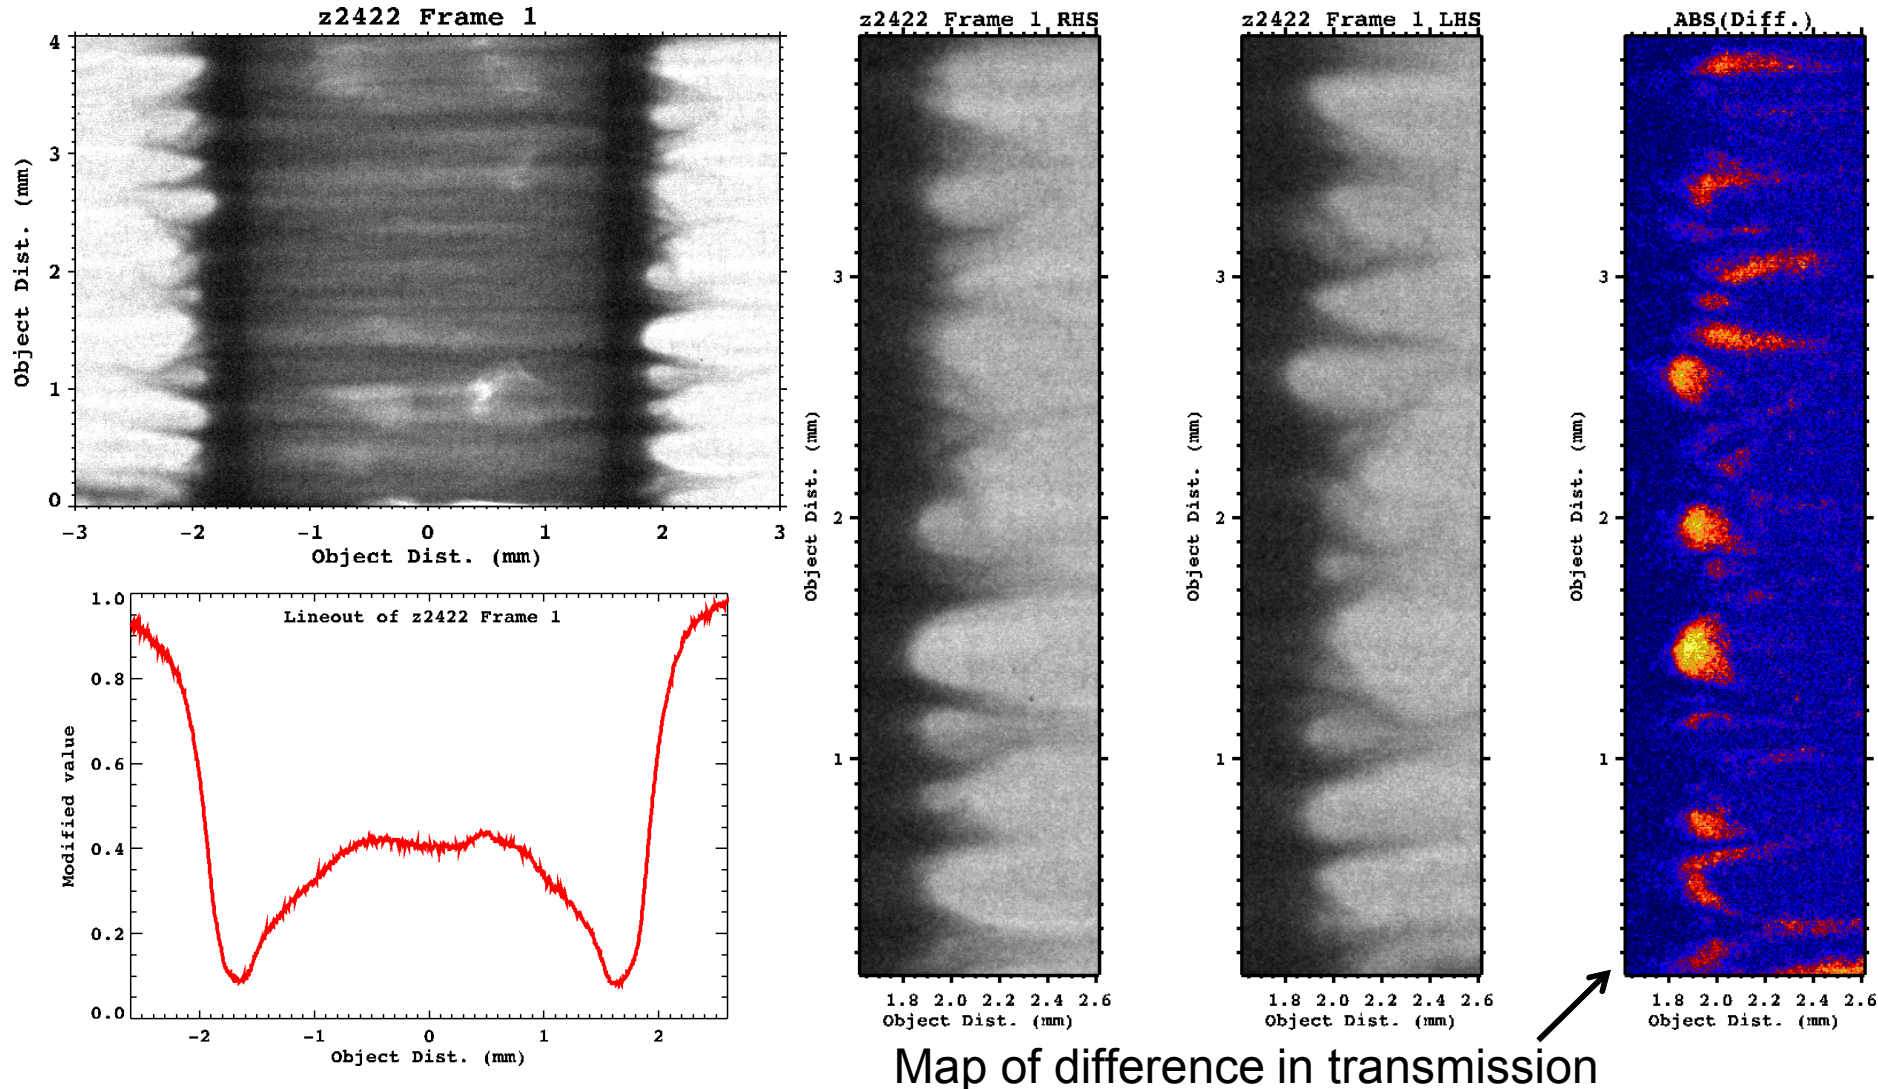 z2422 Frame 1
4
3
2
1
0
Object Dist. (mm)
-3 -2 -1 0 1 2 3
Object Dist. (mm)
Lineout of z2422 Frame 1
1.0
0.8
0.6
0.4
0.2
0.0
Modified value
-2 -1 0 1 2
Object Dist. (mm)
z2422 Frame 1 RHS
3
2
1
Object Dist. (mm)
1.8 2.0 2.2 2.4 2.6
Object Dist. (mm)
z2422 Frame 1 LHS
3
2
1
Object Dist. (mm)
1.8 2.0 2.2 2.4 2.6
Object Dist. (mm)
ABS(Diff.)
3
2
1
Object Dist. (mm)
1.8 2.0 2.2 2.4 2.6
Object Dist. (mm)
Map of difference in transmission